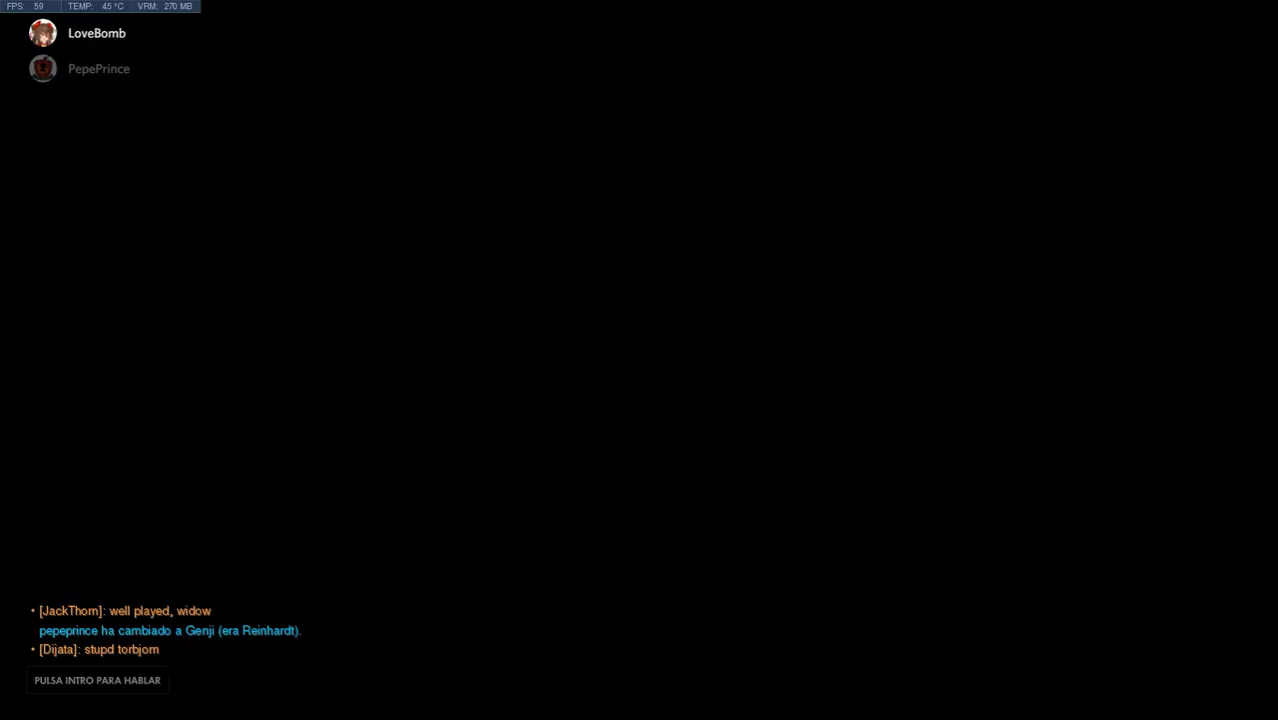 FPS: 59 TEMP: 45 ºC VRM: 270 MB
LoveBomb
PepePrince
• [JackThorn]: well played, widow
pepeprince ha cambiado a Genji (era Reinhardt).
• [Dijata]: stupd torbjorn
PULSA INTRO PARA HABLAR